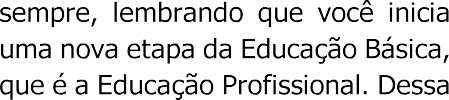 sempre, lembrando que você inicia
uma nova etapa da Educação Básica,
que é a Educação Profissional. Dessa